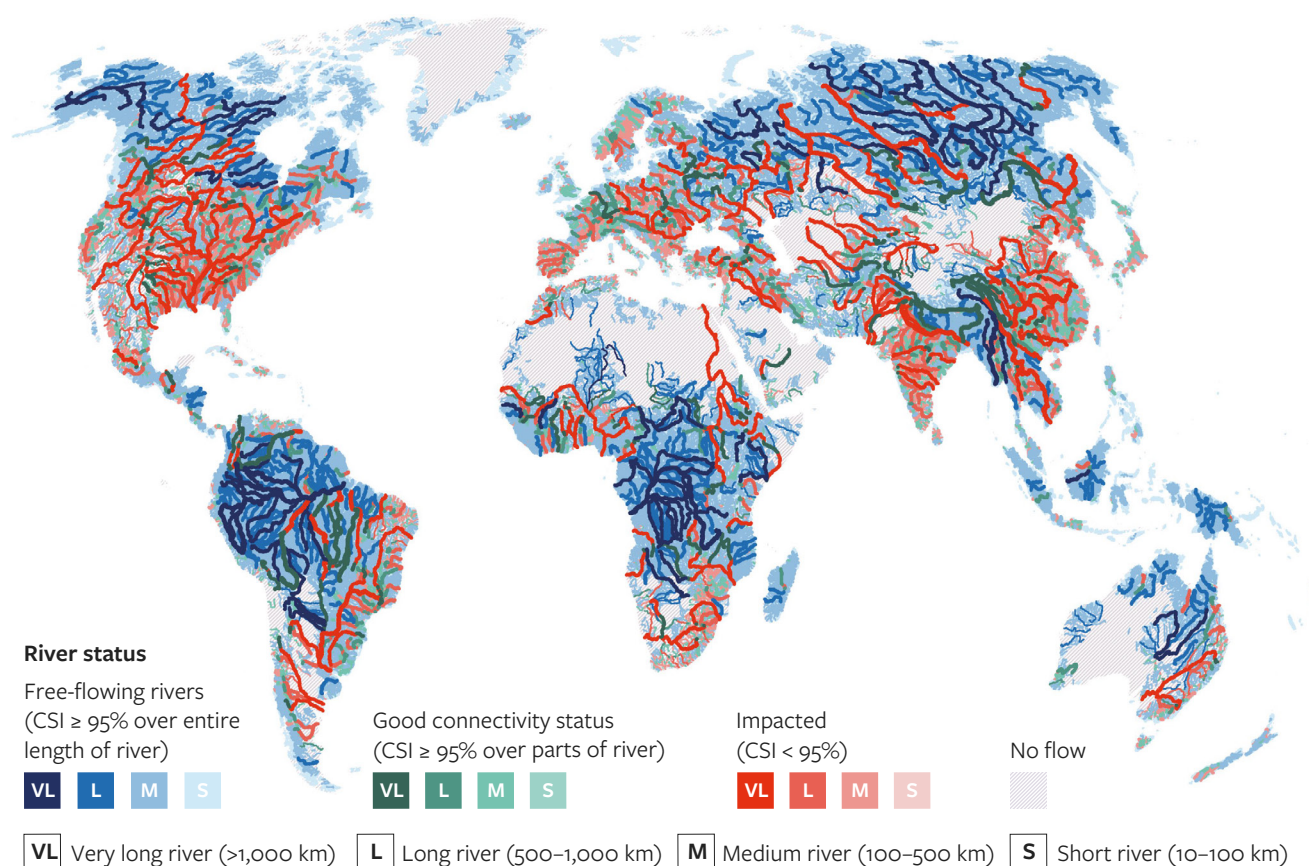 River status
Free-flowing rivers
(CSI ≥ 95% over entire
length of river)
VL L M S
Good connectivity status
(CSI ≥ 95% over parts of river)
VL L M S
Impacted
(CSI < 95%)
VL L M S
No flow
VL Very long river (>1,000 km)
L Long river (500–1,000 km)
M Medium river (100–500 km)
S Short river (10–100 km)